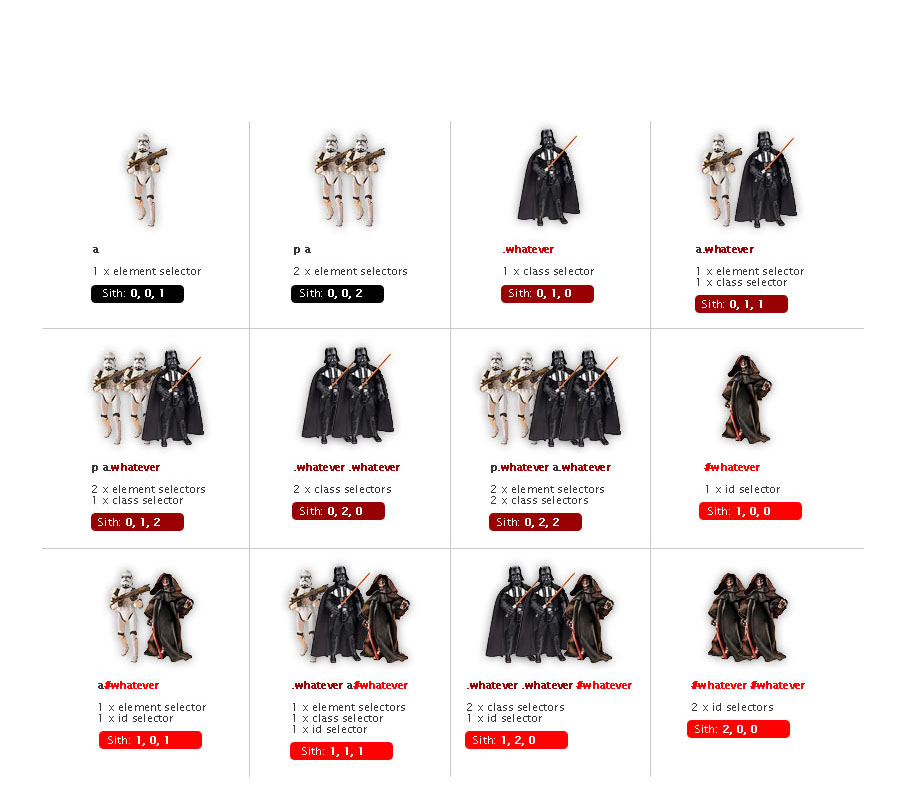 a
1 x element selector
Sith: 0, 0, 1
p a
2 x element selectors
Sith: 0, 0, 2
.whatever
1 x class selector
Sith: 0, 1, 0
a.whatever
1 x element selector
1 x class selector
Sith: 0, 1, 1
p a.whatever
2 x element selectors
1 x class selector
Sith: 0, 1, 2
.whatever .whatever
2 x class selectors
Sith: 0, 2, 0
p.whatever a.whatever
2 x element selectors
2 x class selectors
Sith: 0, 2, 2
#whatever
1 x id selector
Sith: 1, 0, 0
a#whatever
1 x element selector
1 x id selector
Sith: 1, 0, 1
.whatever a#whatever
1 x element selectors
1 x class selector
1 x id selector
Sith: 1, 1, 1
.whatever .whatever #whatever
2 x class selectors
1 x id selector
Sith: 1, 2, 0
#whatever #whatever
2 x id selectors
Sith: 2, 0, 0